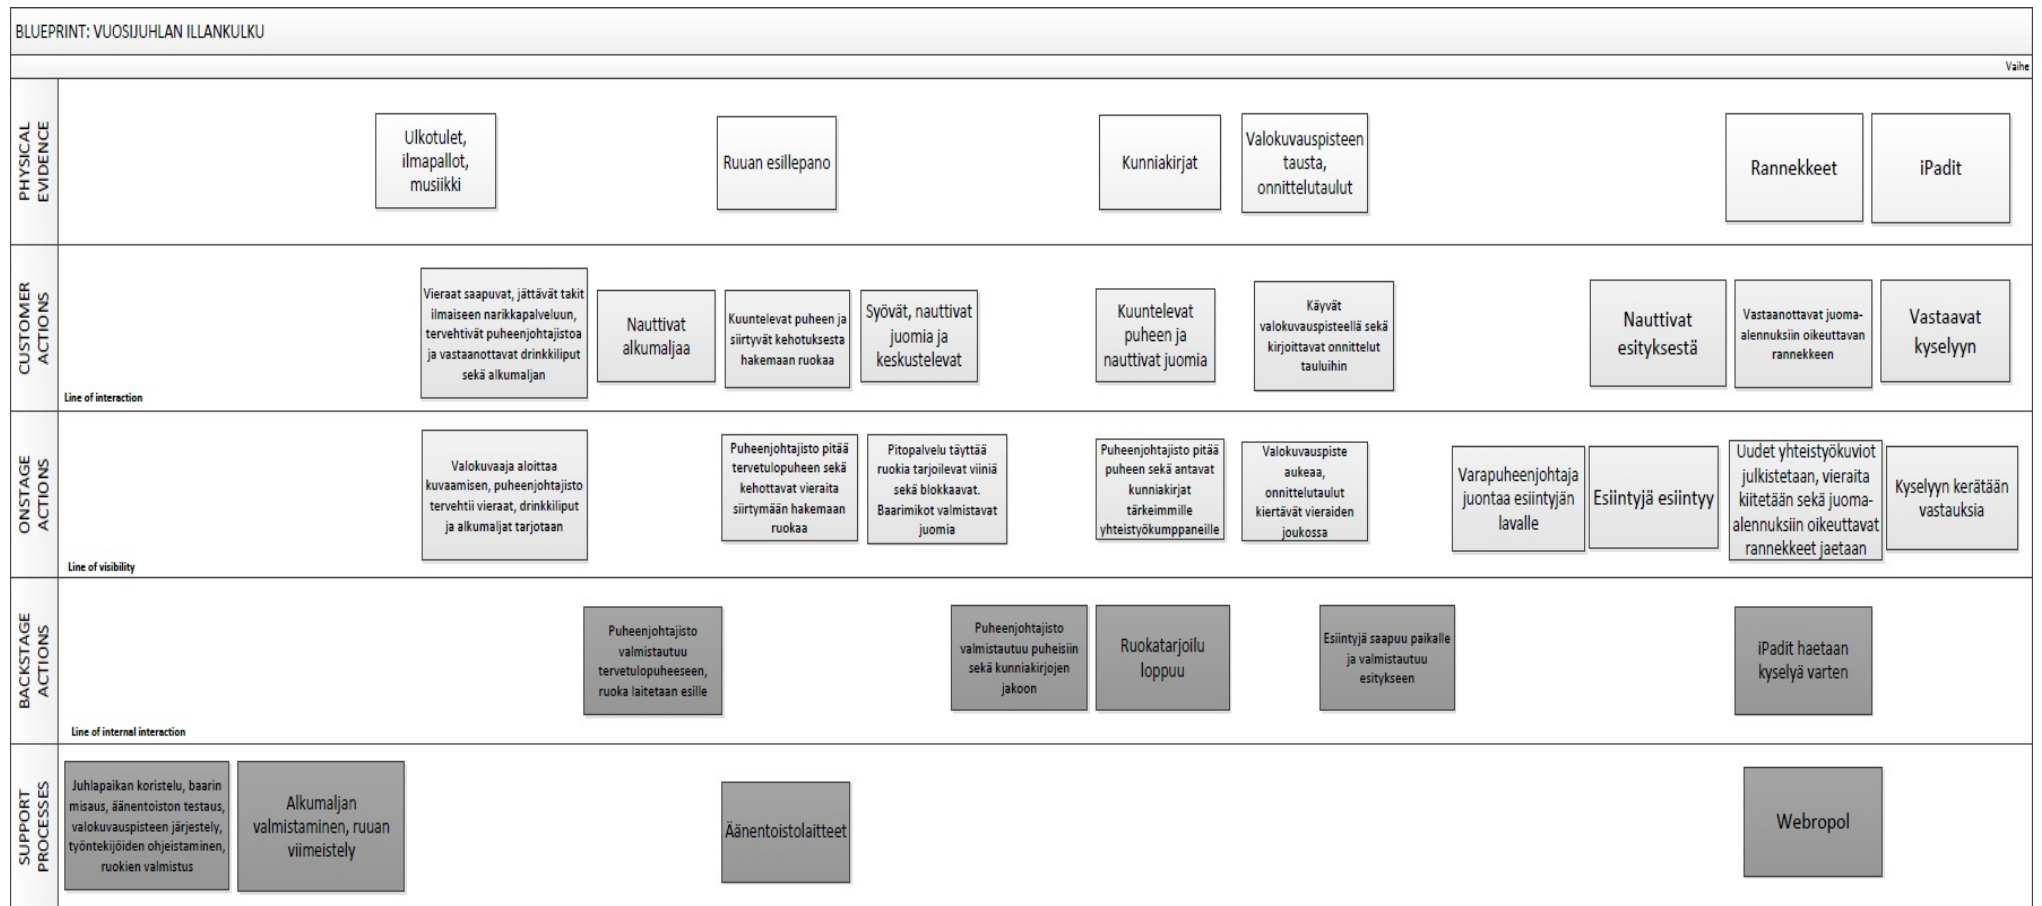 BLUEPRINT: VUOSIJUHLAN ILLANKULKU
Vaihe
PHYSICAL
EVIDENCE
Ulkotulet,
ilmapallot,
musiikki
Ruuan esillepano
Kunniakirjat
Valokuvauspisteen
tausta,
onnittelutaulut
Rannekkeet
iPadit
CUSTOMER
ACTIONS
Vieraat saapuvat, jättävät takit
ilmaiseen narikkapalveluun,
tervehtivät puheenjohtajistoa
ja vastaanottavat drinkkiliput
sekä alkumaljan
Nauttivat
alkumaljaa
Kuuntelevat puheen ja
siirtyvät kehotuksesta
hakemaan ruokaa
Syövät, nauttivat
juomia ja
keskustelevat
Kuuntelevat
puheen ja
nauttivat juomia
Käyvät
valokuvauspisteellä sekä
kirjoittavat onnittelut
tauluihin
Nauttivat
esityksestä
Vastaanottavat juoma-
alennuksiin oikeuttavan
rannekkeen
Vastaavat
kyselyyn
Line of interaction
ONSTAGE
ACTIONS
Valokuvaaja aloittaa
kuvaamisen, puheenjohtajisto
tervehtii vieraat, drinkkiliput
ja alkumaljat tarjotaan
Puheenjohtajisto pitää
tervetulopuheen sekä
kehottavat vieraita
siirtymään hakemaan
ruokaa
Pitopalvelu täyttää
ruokia tarjoilevat viiniä
sekä blokkaavat.
Baarimikot valmistavat
juomia
Puheenjohtajisto pitää
puheen sekä antavat
kunniakirjat
tärkeimmille
yhteistyökumppaneille
Valokuvauspiste
aukeaa,
onnittelutaulut
kiertävät vieraiden
joukossa
Varapuheenjohtaja
juontaa esiintyjän
lavalle
Esiintyjä esiintyy
Uudet yhteistyökuviot
julkistetaan, vieraita
kiitetään sekä juoma-
alennuksiin oikeuttavat
rannekkeet jaetaan
Kyselyyn kerätään
vastauksia
Line of visibility
BACKSTAGE
ACTIONS
Puheenjohtajisto
valmistautuu
tervetulopuheeseen,
ruoka laitetaan esille
Puheenjohtajisto
valmistautuu puheisiin
sekä kunniakirjojen
jakoon
Ruokatarjoilu
loppuu
Esiintyjä saapuu paikalle
ja valmistautuu
esitykseen
iPadit haetaan
kyselyä varten
Line of internal interaction
SUPPORT
PROCESSES
Juhlapaikan koristelu, baarin
misaus, äänentoiston testaus,
valokuvauspisteen järjestely,
työntekijöiden ohjeistaminen,
ruokien valmistus
Alkumaljan
valmistaminen, ruuan
viimeistely
Äänentoistolaitteet
Webropol